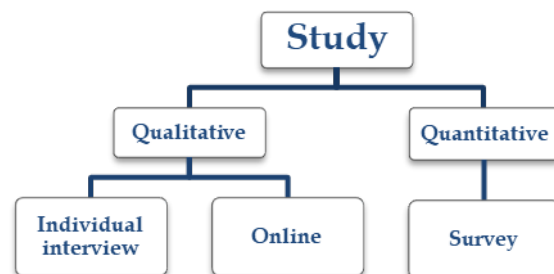 Study
Qualitative
Quantitative
Individual
interview
Online
Survey